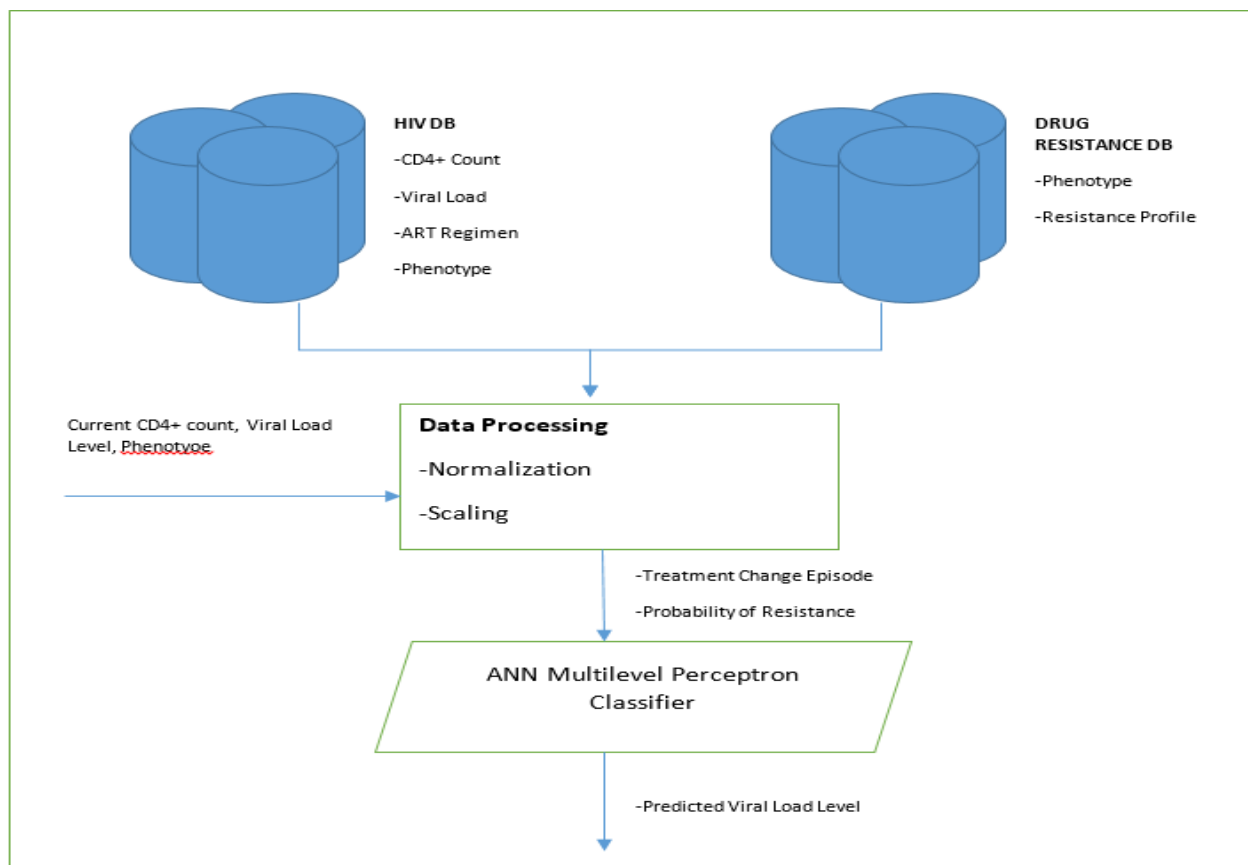 HIV DB
-CD4+ Count
-Viral Load
-ART Regimen
-Phenotype
DRUG
RESISTANCE DB
-Phenotype
-Resistance Profile
Current CD4+ count, Viral Load
Level, Phenotype
Data Processing
-Normalization
-Scaling
-Treatment Change Episode
-Probability of Resistance
ANN Multilevel Perceptron
Classifier
-Predicted Viral Load Level